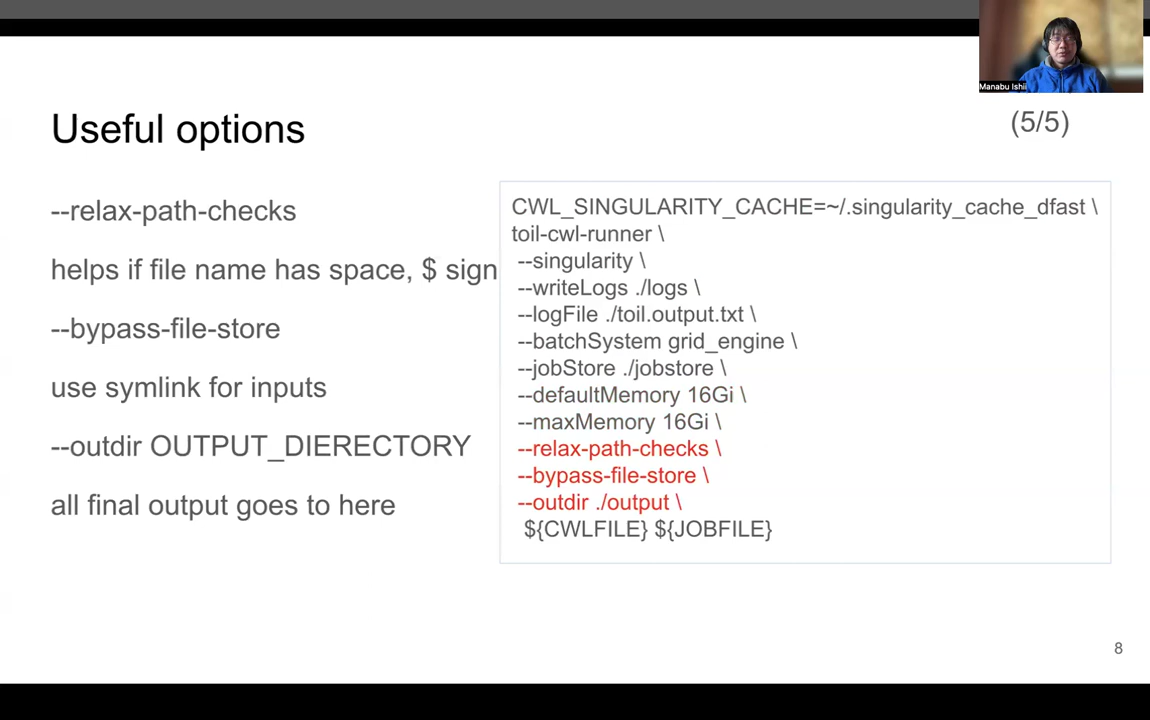 Manabu Ishii
Useful options
(5/5)
--relax-path-checks
helps if file name has space, $ sign
--bypass-file-store
use symlink for inputs
--outdir OUTPUT_DIERECTORY
all final output goes to here
CWL_SINGULARITY_CACHE=~/.singularity_cache_dfast \
toil-cwl-runner \
--singularity \
--writeLogs ./logs \
--logFile ./toil.output.txt \
--batchSystem grid_engine \
--jobStore ./jobstore \
--defaultMemory 16Gi \
--maxMemory 16Gi \
--relax-path-checks \
--bypass-file-store \
--outdir ./output \
${CWLFILE} ${JOBFILE}
8